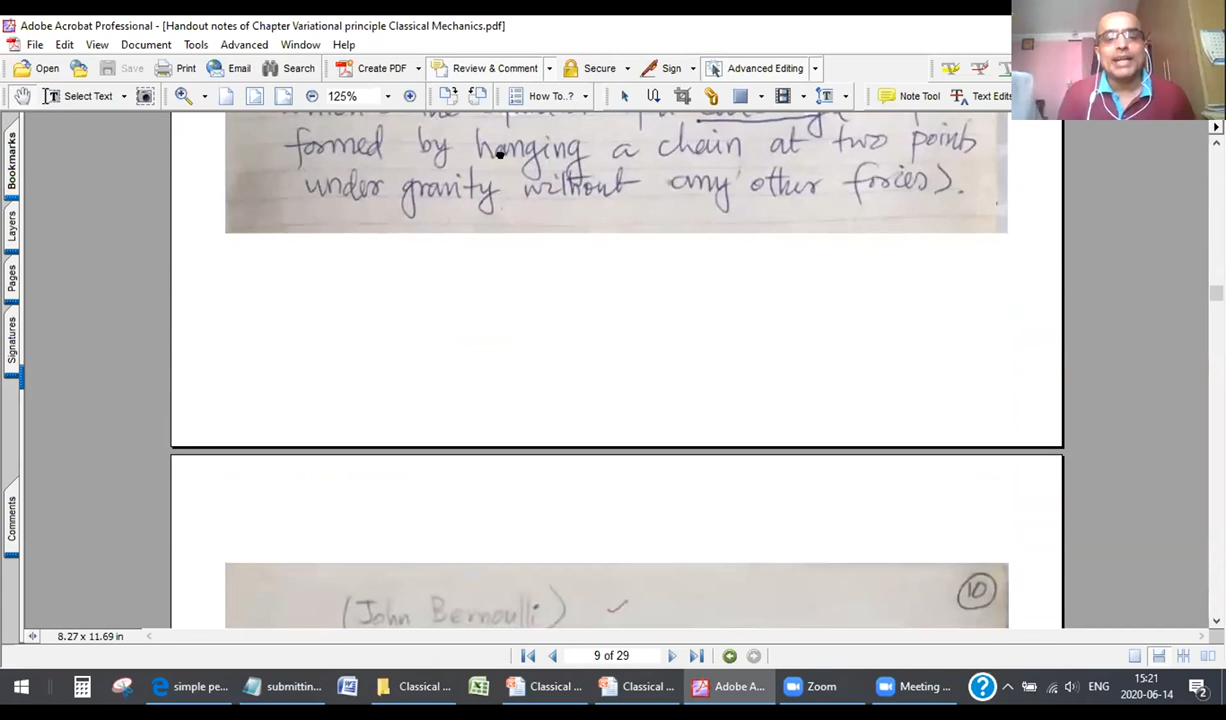 Adobe Acrobat Professional - [Handout notes of Chapter Variational principle Classical Mechanics.pdf]
File Edit View Document Tools Advanced Window Help
Open Save Print Email Search Create PDF Review & Comment Secure Sign Advanced Editing
Select Text 125% How To..? Note Tool Text Edits
Bookmarks
Layers
Pages
Signatures
Comments
formed by hanging a chain at two points
under gravity without any other forces).
10
(John Bernoulli)
8.27 x 11.69 in
9 of 29
simple pe... submittin... Classical ... Classical ... Classical ... Adobe A... Zoom Meeting ... ENG 15:21
2020-06-14 2